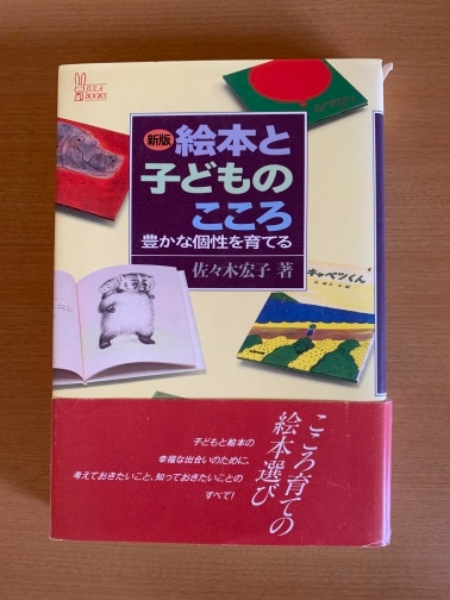 JULA
BOOKS
新版
絵本と
子どもの
こころ
豊かな個性を育てる
佐々木宏子 著
キャベツくん
こころ育ての
絵本選び
子どもと絵本の
幸福な出合いのために、
考えておきたいこと、知っておきたいことの
すべて!